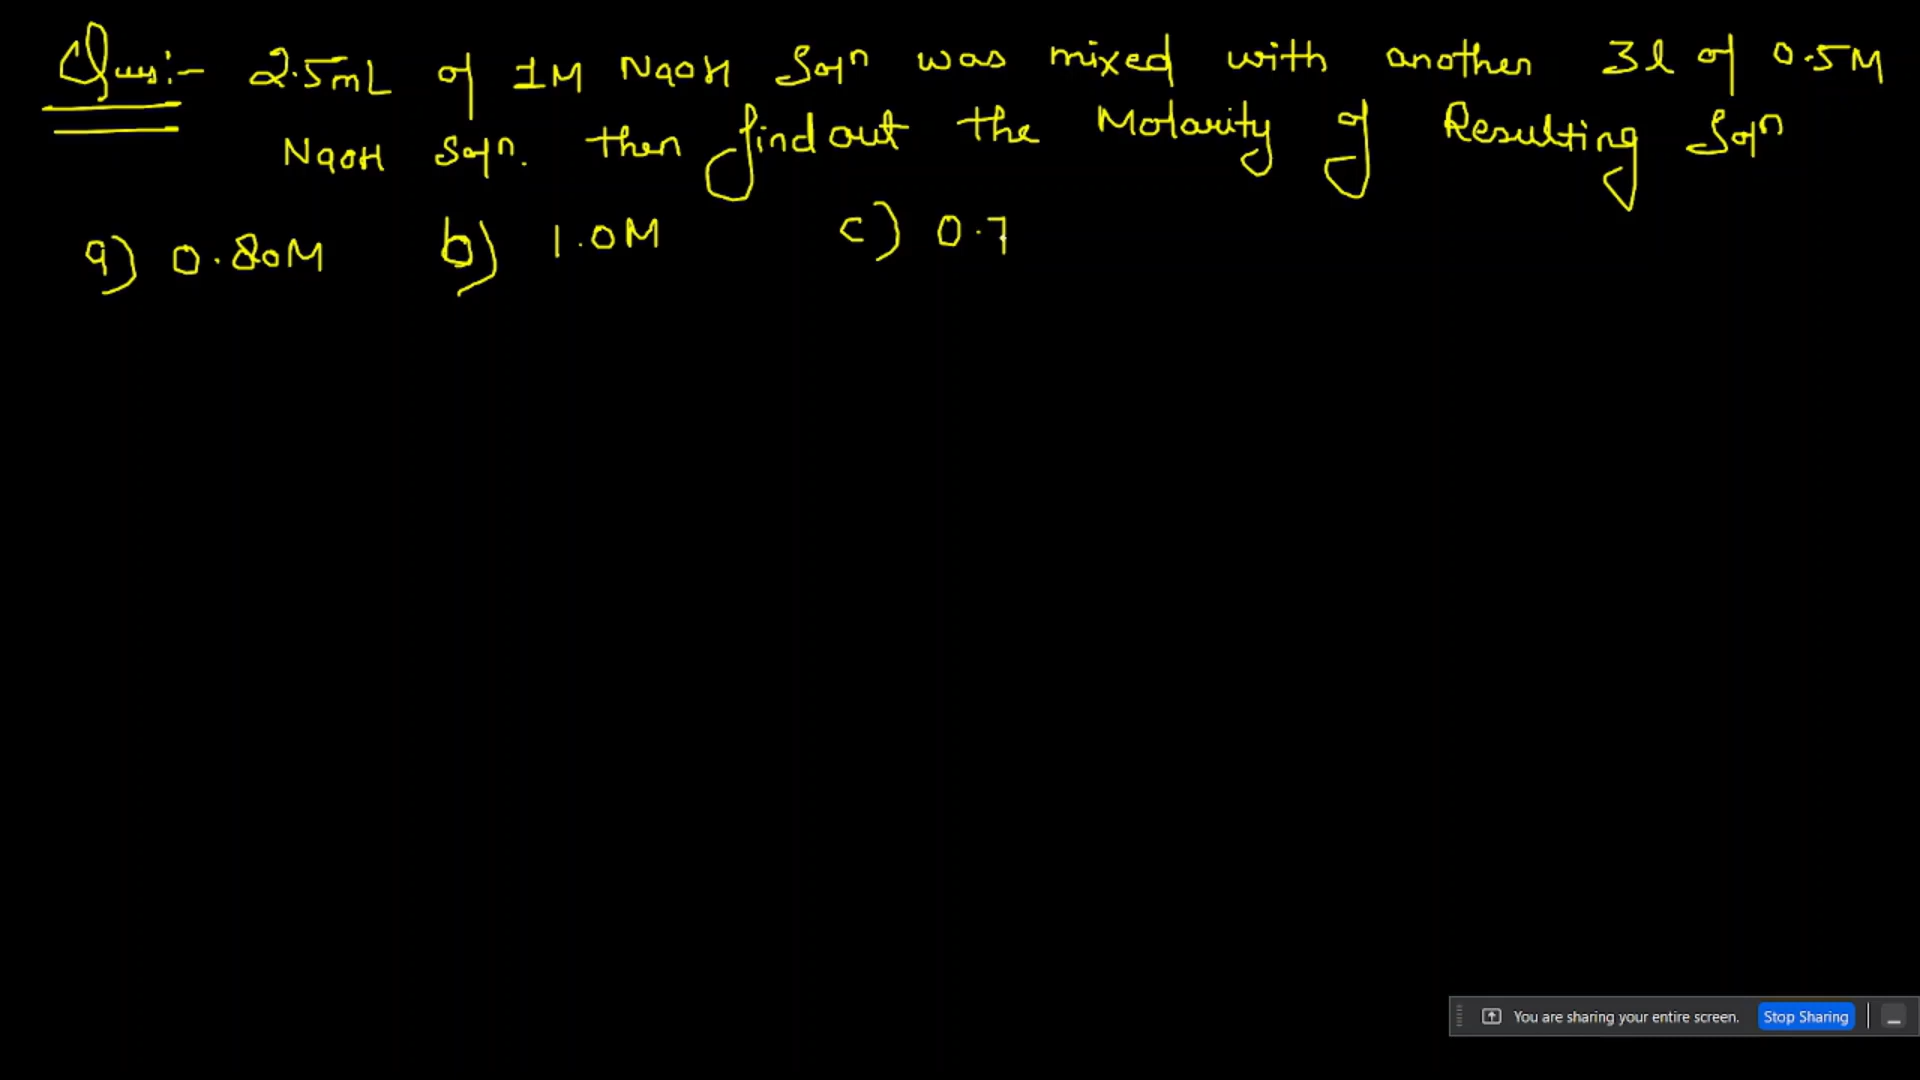 Ques:- 2.5mL of 1M NaOH Solⁿ was mixed with another 3l of 0.5M
NaOH Solⁿ. then find out the Molarity of Resulting Solⁿ
a) 0.80M b) 1.0M c) 0.7
You are sharing your entire screen. Stop Sharing